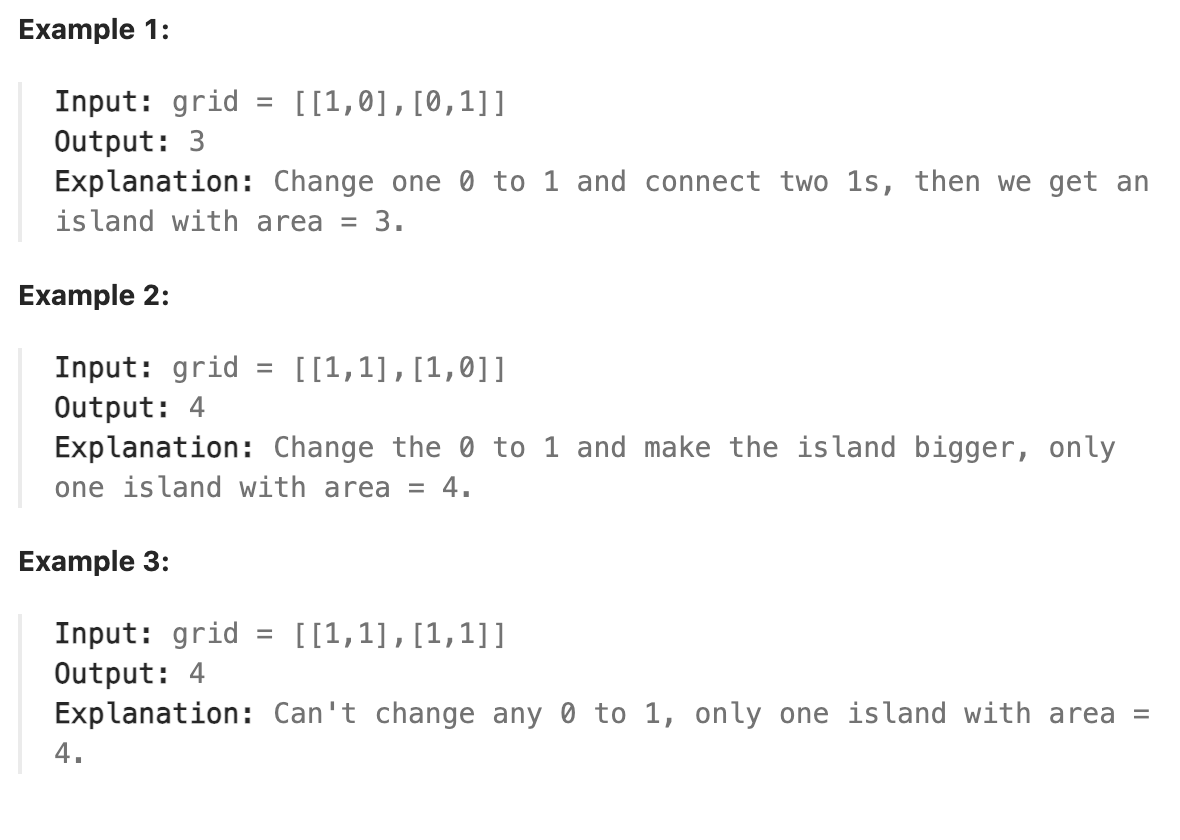 Example 1:
Input: grid = [[1,0],[0,1]]
Output: 3
Explanation: Change one 0 to 1 and connect two 1s, then we get an
island with area = 3.
Example 2:
Input: grid = [[1,1],[1,0]]
Output: 4
Explanation: Change the 0 to 1 and make the island bigger, only
one island with area = 4.
Example 3:
Input: grid = [[1,1],[1,1]]
Output: 4
Explanation: Can't change any 0 to 1, only one island with area =
4.